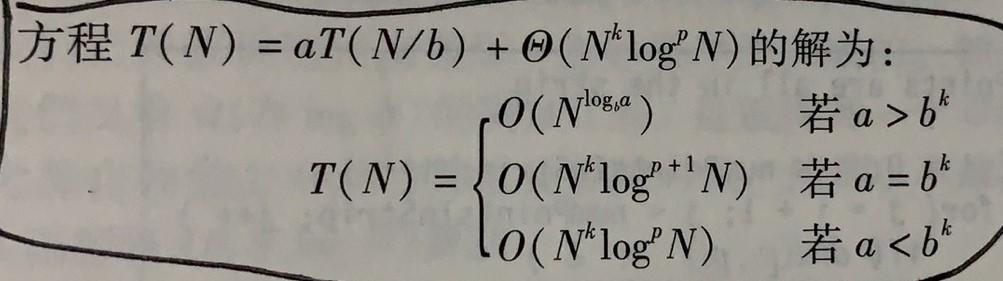 方程 T(N) = aT(N/b) + Θ(N^k log^p N)的解为：
O(N^{log_b a}) 若 a > b^k
T(N) = { O(N^k log^{p+1} N) 若 a = b^k
O(N^k log^p N) 若 a < b^k